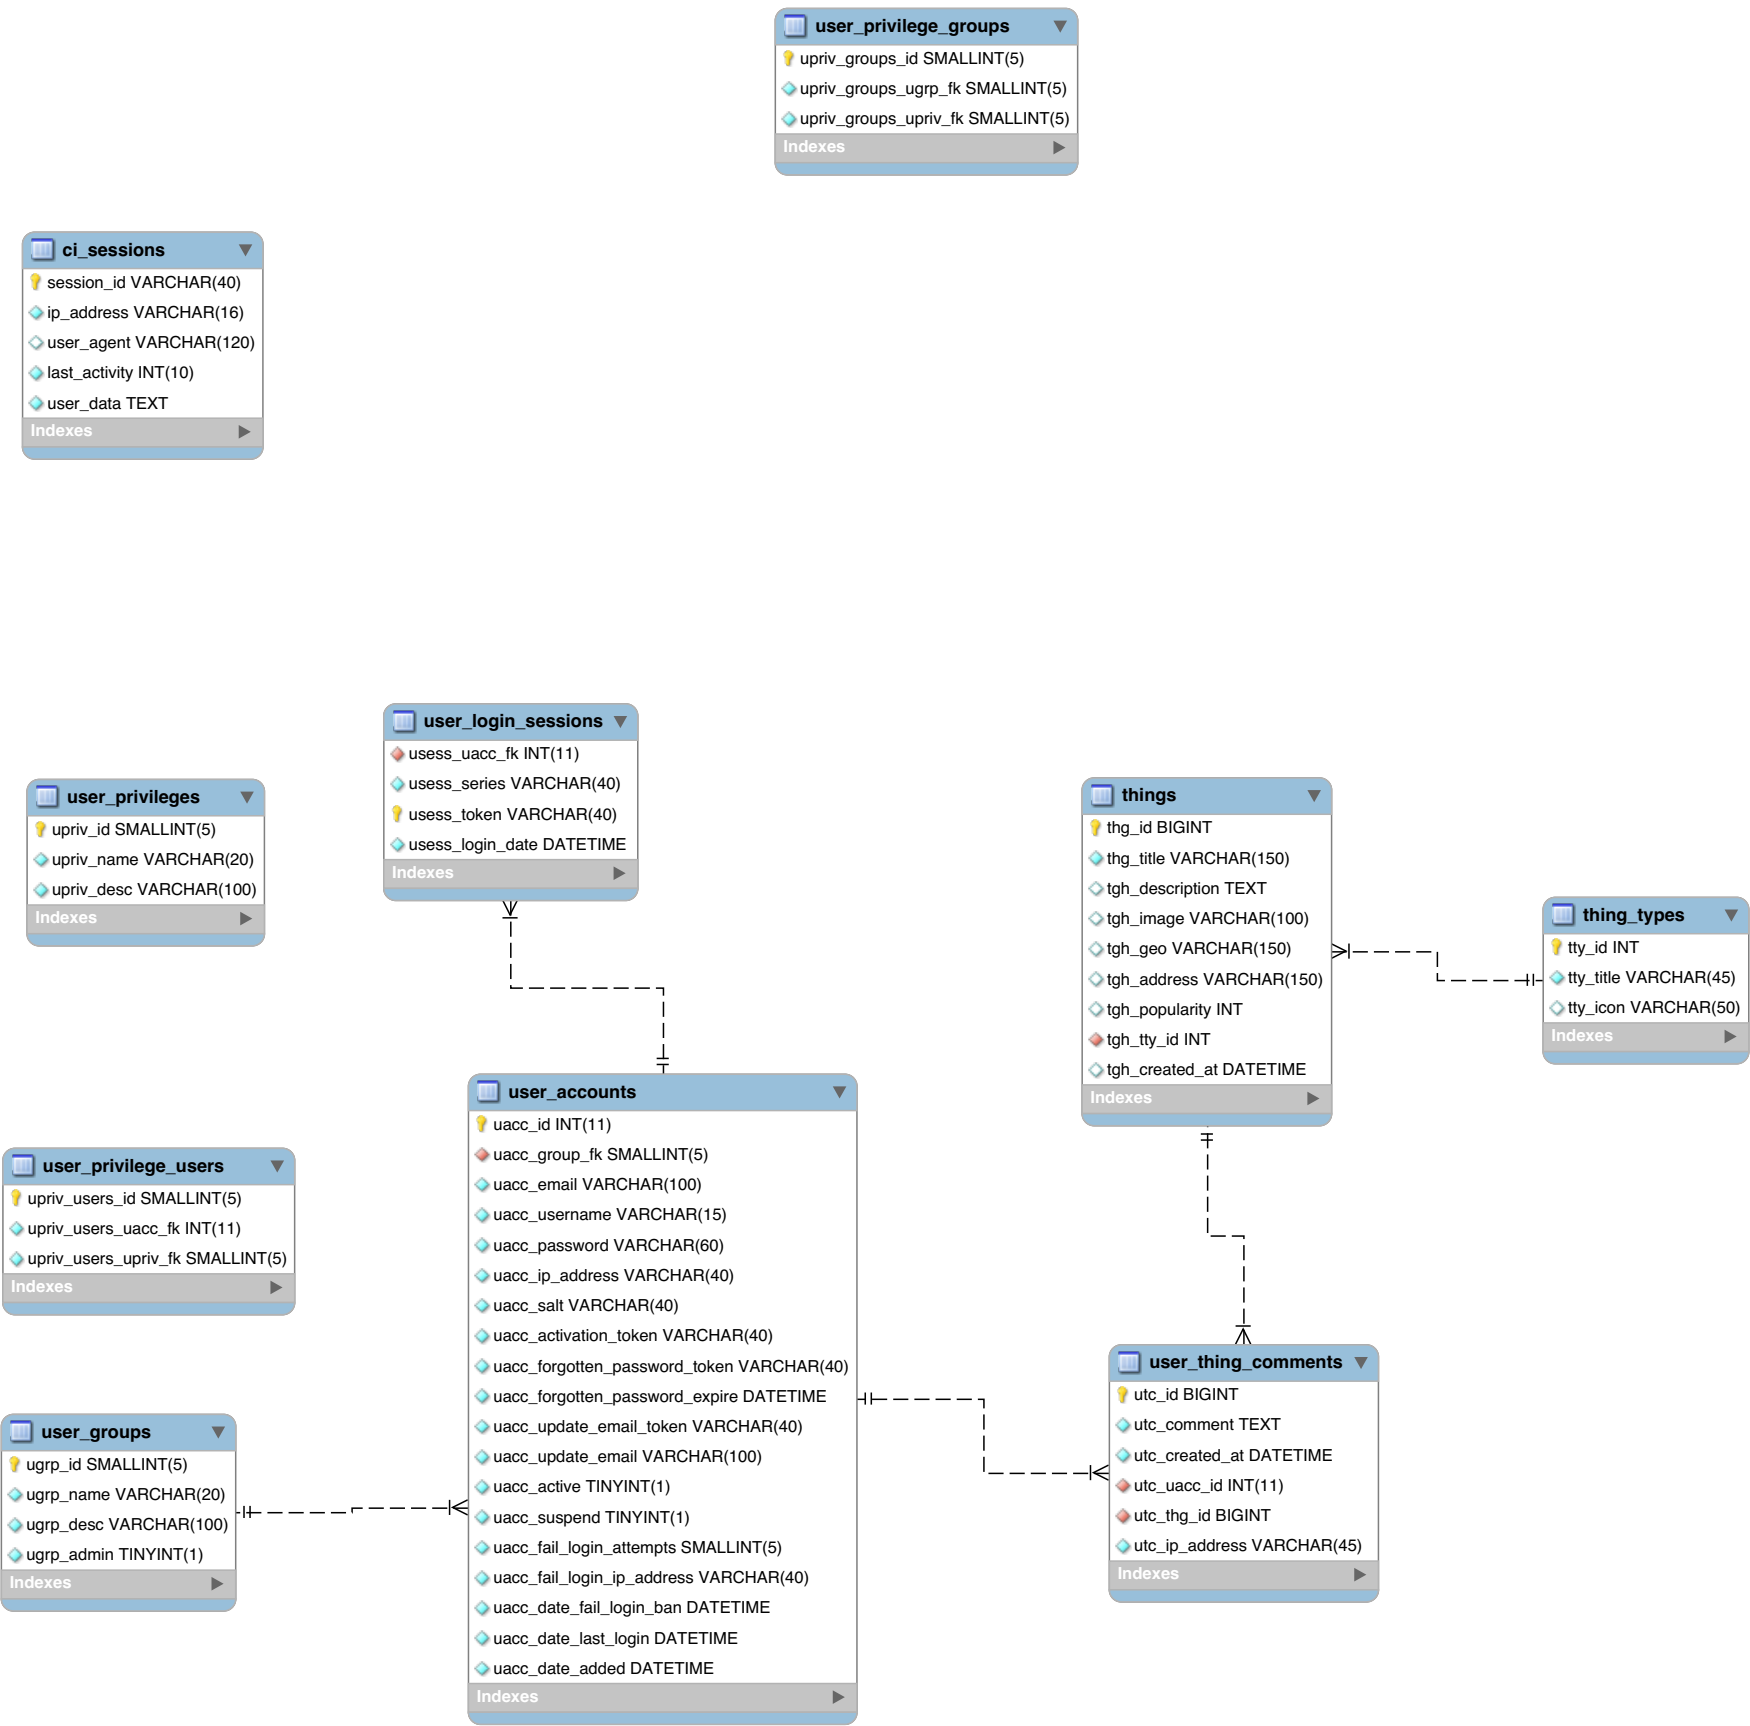 user_privilege_groups
upriv_groups_id SMALLINT(5)
upriv_groups_ugrp_fk SMALLINT(5)
upriv_groups_upriv_fk SMALLINT(5)
Indexes
ci_sessions
session_id VARCHAR(40)
ip_address VARCHAR(16)
user_agent VARCHAR(120)
last_activity INT(10)
user_data TEXT
Indexes
user_login_sessions
usess_uacc_fk INT(11)
usess_series VARCHAR(40)
usess_token VARCHAR(40)
usess_login_date DATETIME
Indexes
user_privileges
upriv_id SMALLINT(5)
upriv_name VARCHAR(20)
upriv_desc VARCHAR(100)
Indexes
things
thg_id BIGINT
thg_title VARCHAR(150)
tgh_description TEXT
tgh_image VARCHAR(100)
tgh_geo VARCHAR(150)
tgh_address VARCHAR(150)
tgh_popularity INT
tgh_tty_id INT
tgh_created_at DATETIME
Indexes
thing_types
tty_id INT
tty_title VARCHAR(45)
tty_icon VARCHAR(50)
Indexes
user_accounts
uacc_id INT(11)
uacc_group_fk SMALLINT(5)
uacc_email VARCHAR(100)
uacc_username VARCHAR(15)
uacc_password VARCHAR(60)
uacc_ip_address VARCHAR(40)
uacc_salt VARCHAR(40)
uacc_activation_token VARCHAR(40)
uacc_forgotten_password_token VARCHAR(40)
uacc_forgotten_password_expire DATETIME
uacc_update_email_token VARCHAR(40)
uacc_update_email VARCHAR(100)
uacc_active TINYINT(1)
uacc_suspend TINYINT(1)
uacc_fail_login_attempts SMALLINT(5)
uacc_fail_login_ip_address VARCHAR(40)
uacc_date_fail_login_ban DATETIME
uacc_date_last_login DATETIME
uacc_date_added DATETIME
Indexes
user_privilege_users
upriv_users_id SMALLINT(5)
upriv_users_uacc_fk INT(11)
upriv_users_upriv_fk SMALLINT(5)
Indexes
user_thing_comments
utc_id BIGINT
utc_comment TEXT
utc_created_at DATETIME
utc_uacc_id INT(11)
utc_thg_id BIGINT
utc_ip_address VARCHAR(45)
Indexes
user_groups
ugrp_id SMALLINT(5)
ugrp_name VARCHAR(20)
ugrp_desc VARCHAR(100)
ugrp_admin TINYINT(1)
Indexes